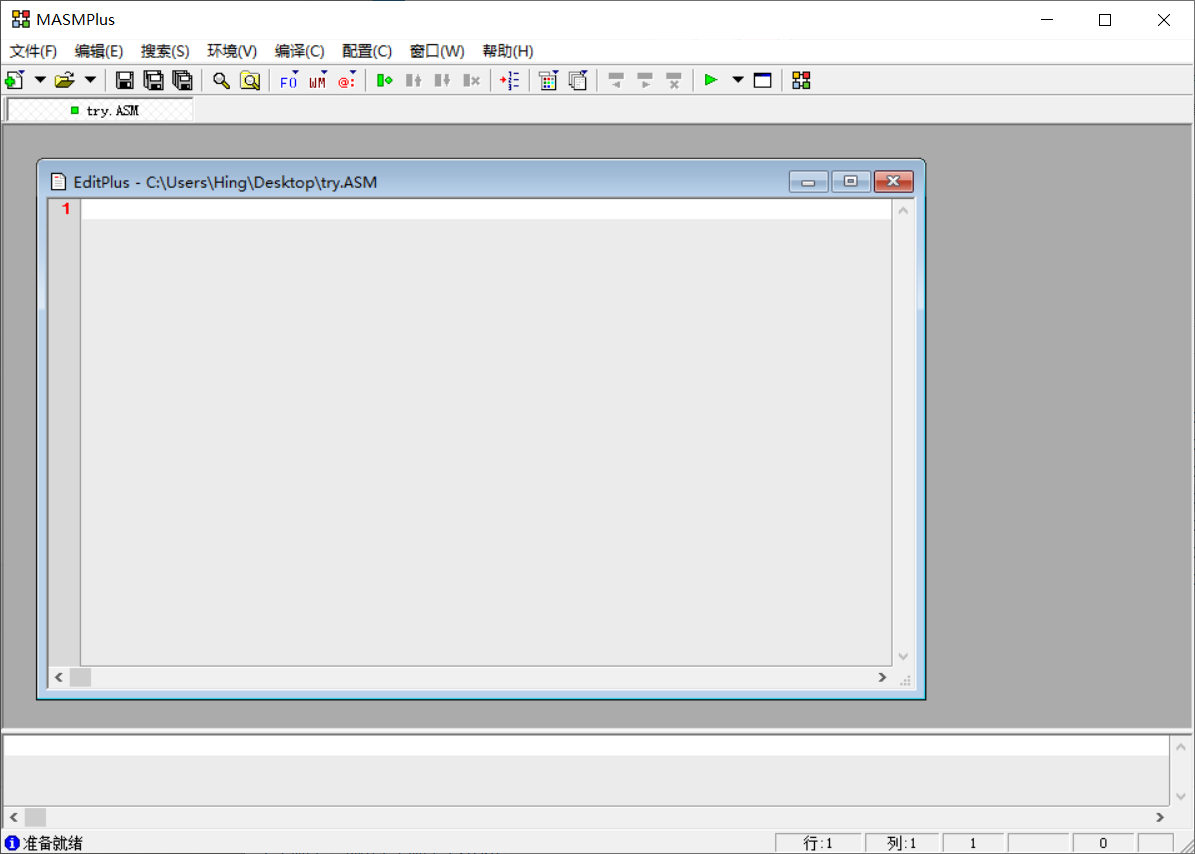 MASMPlus
文件(F) 编辑(E) 搜索(S) 环境(V) 编译(C) 配置(C) 窗口(W) 帮助(H)
FO WM @:
try.ASM
EditPlus - C:\Users\Hing\Desktop\try.ASM
1
准备就绪 行:1 列:1 1 0